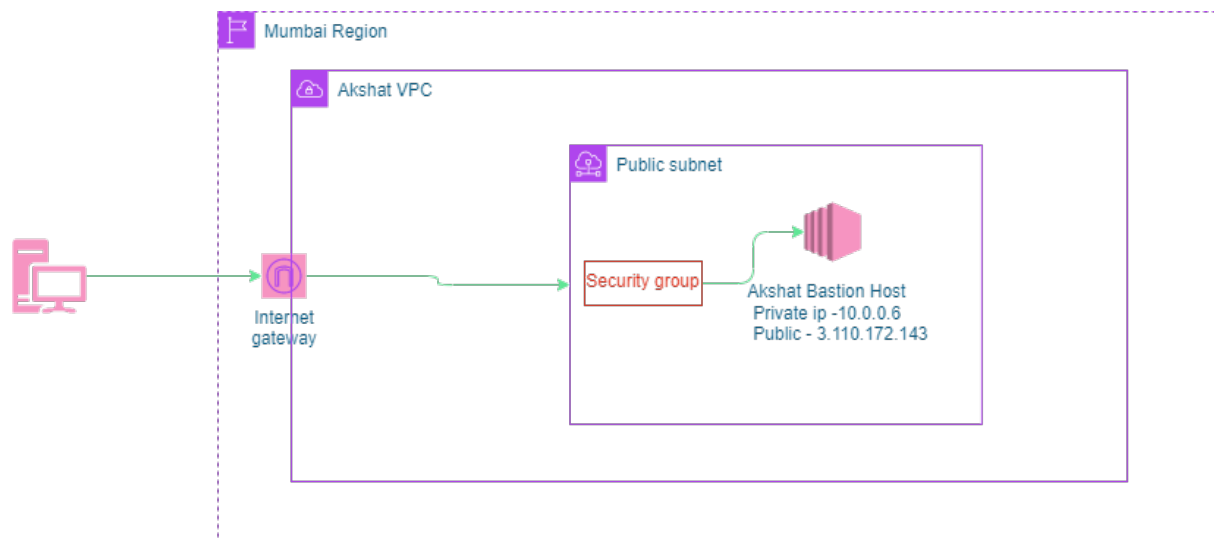 Mumbai Region
Akshat VPC
Public subnet
Security group
Akshat Bastion Host
Private ip -10.0.0.6
Public - 3.110.172.143
Internet
gateway